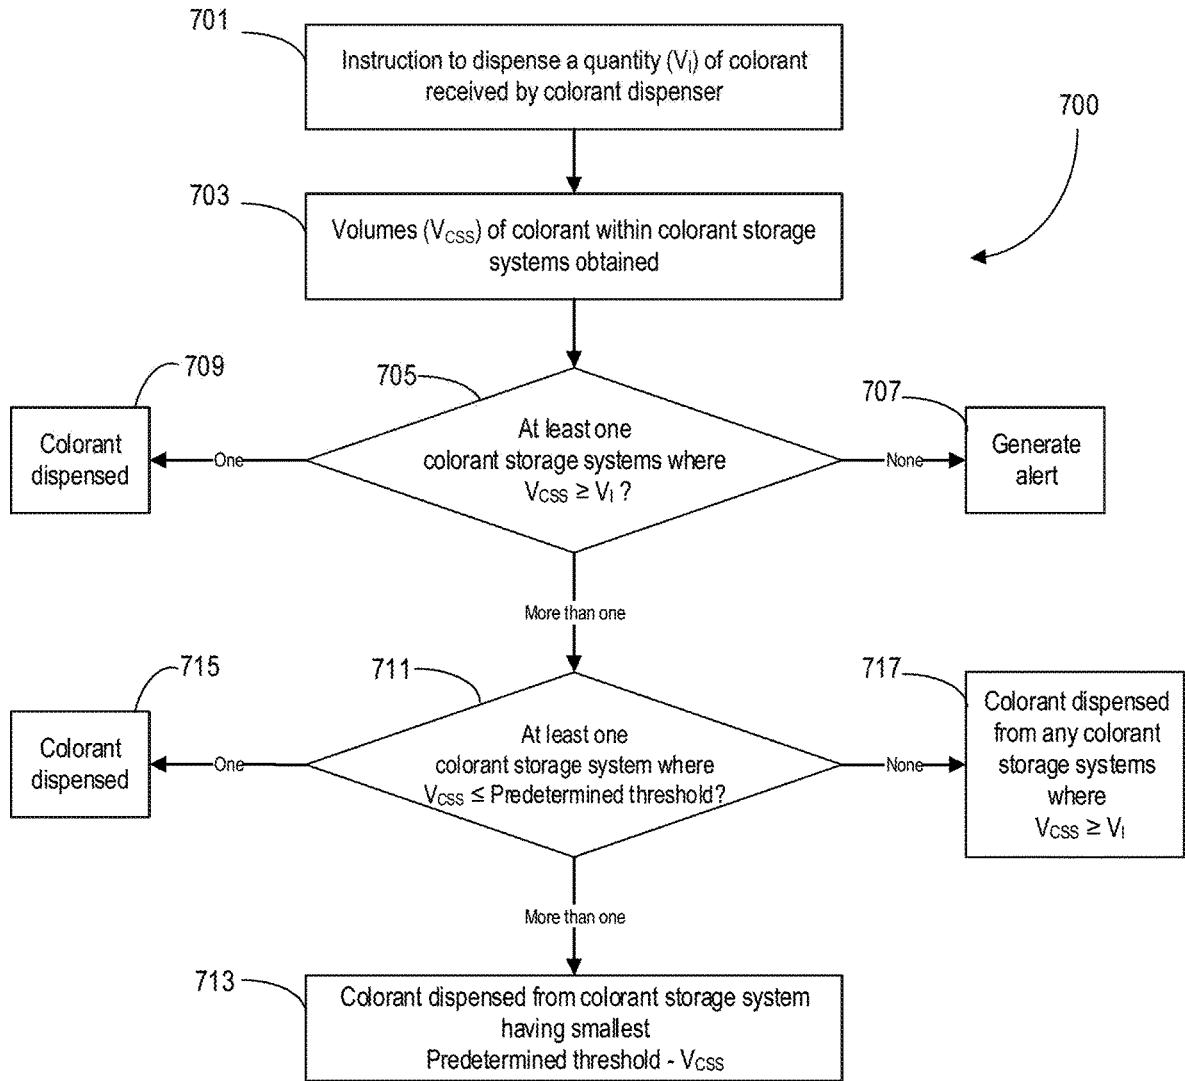 701
Instruction to dispense a quantity (VI) of colorant
received by colorant dispenser
700
703
Volumes (VCSS) of colorant within colorant storage
systems obtained
709
705
707
Colorant
dispensed
One
At least one
colorant storage systems where
VCSS ≥ VI ?
None
Generate
alert
More than one
715
711
717
Colorant
dispensed
One
At least one
colorant storage system where
VCSS ≤ Predetermined threshold?
None
Colorant dispensed
from any colorant
storage systems
where
VCSS ≥ VI
More than one
713
Colorant dispensed from colorant storage system
having smallest
Predetermined threshold - VCSS